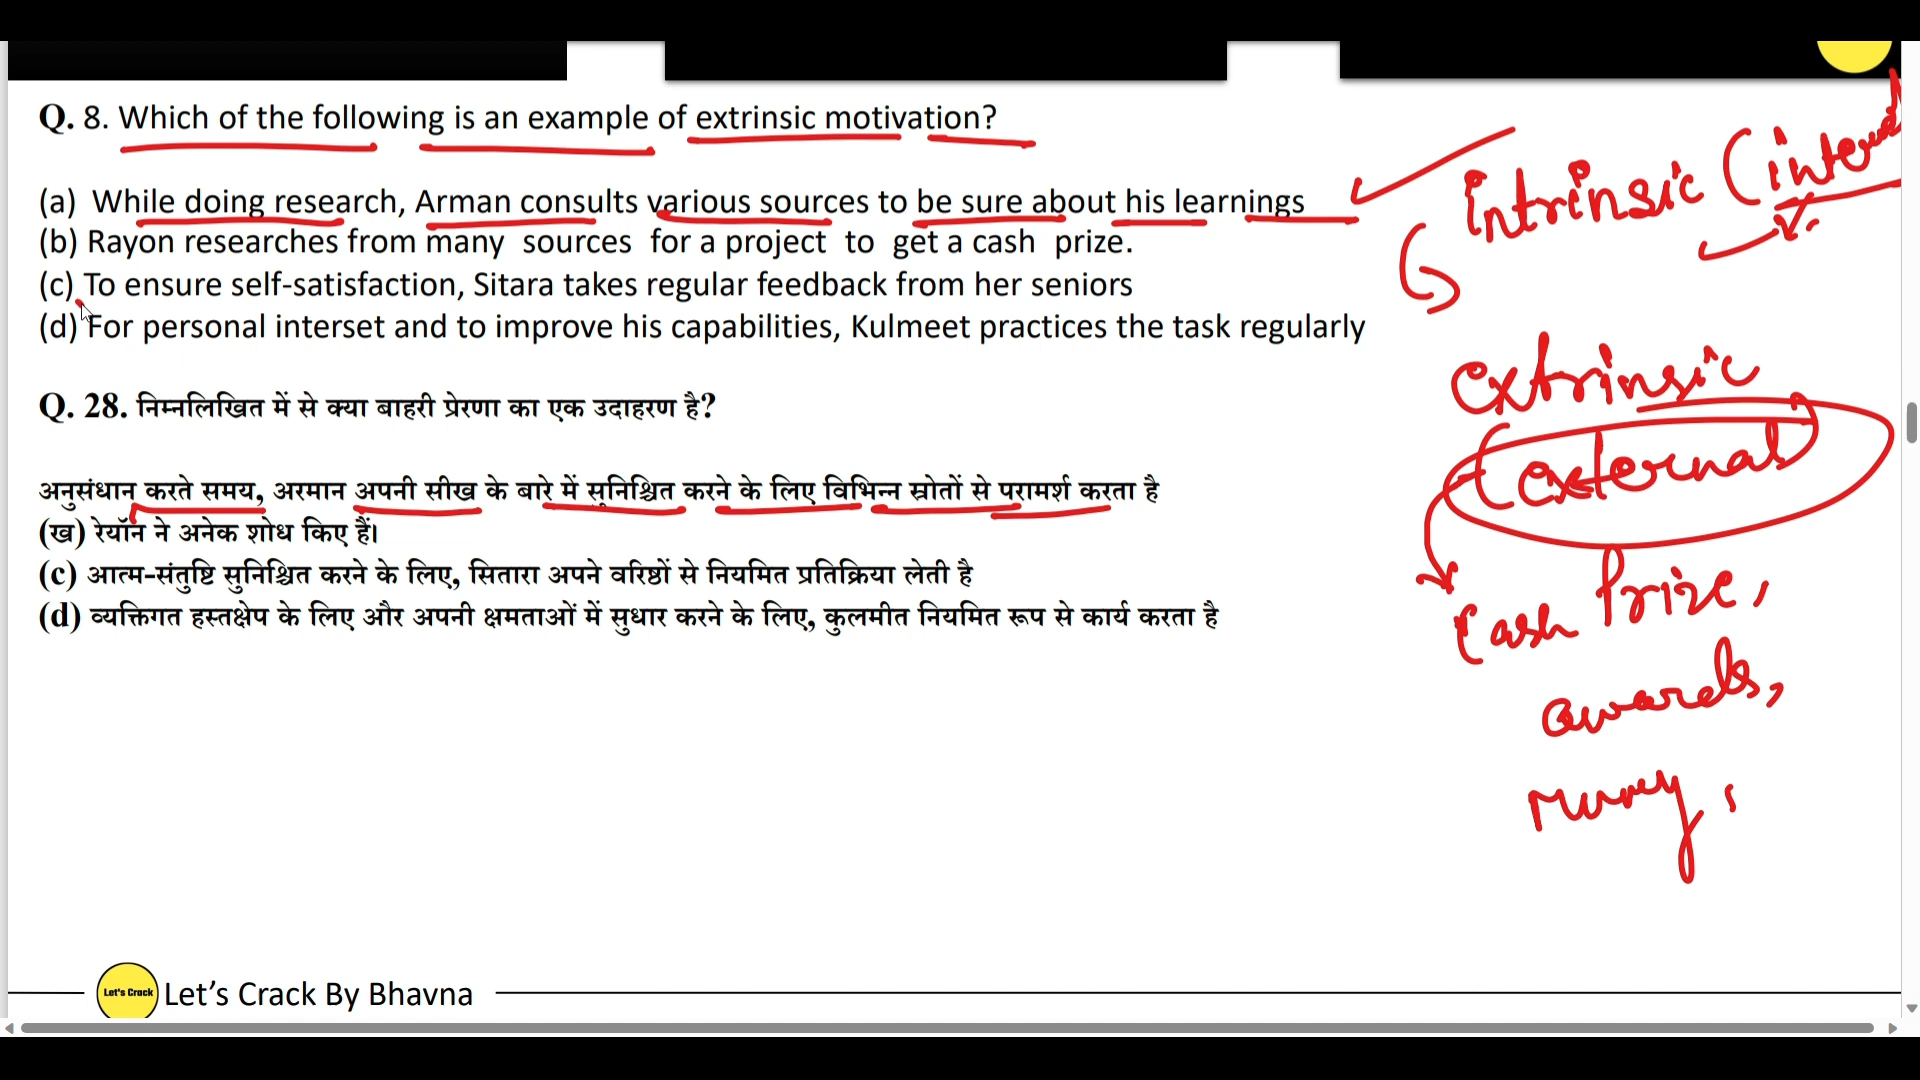 Q. 8. Which of the following is an example of extrinsic motivation?
(a) While doing research, Arman consults various sources to be sure about his learnings
(b) Rayon researches from many sources for a project to get a cash prize.
(c) To ensure self-satisfaction, Sitara takes regular feedback from her seniors
(d) For personal interset and to improve his capabilities, Kulmeet practices the task regularly
Q. 28. निम्नलिखित में से क्या बाहरी प्रेरणा का एक उदाहरण है?
अनुसंधान करते समय, अरमान अपनी सीख के बारे में सुनिश्चित करने के लिए विभिन्न स्रोतों से परामर्श करता है
(ख) रेयॉन ने अनेक शोध किए हैं।
(c) आत्म-संतुष्टि सुनिश्चित करने के लिए, सितारा अपने वरिष्ठों से नियमित प्रतिक्रिया लेती है
(d) व्यक्तिगत हस्तक्षेप के लिए और अपनी क्षमताओं में सुधार करने के लिए, कुलमीत नियमित रूप से कार्य करता है
intrinsic (internal
extrinsic
(external)
Cash Prize,
awards,
Money,
Let's Crack
Let’s Crack By Bhavna